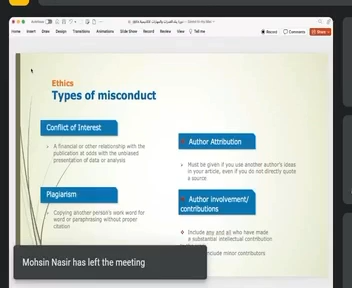 AutoSave
Home Insert Draw Design Transitions Animations Slide Show Record Review View Tell me
Record Comments Share
Ethics
Types of misconduct
Conflict of Interest
A financial or other relationship with the
publication at odds with the unbiased
presentation of data or analysis
Plagiarism
Copying another person's work word for
word or paraphrasing without proper
citation
Author Attribution
Must be given if you use another author's ideas
in your article, even if you do not directly quote
a source
Author involvement/
contributions
Include any and all who have made
a substantial intellectual contribution
include minor contributors
Mohsin Nasir has left the meeting